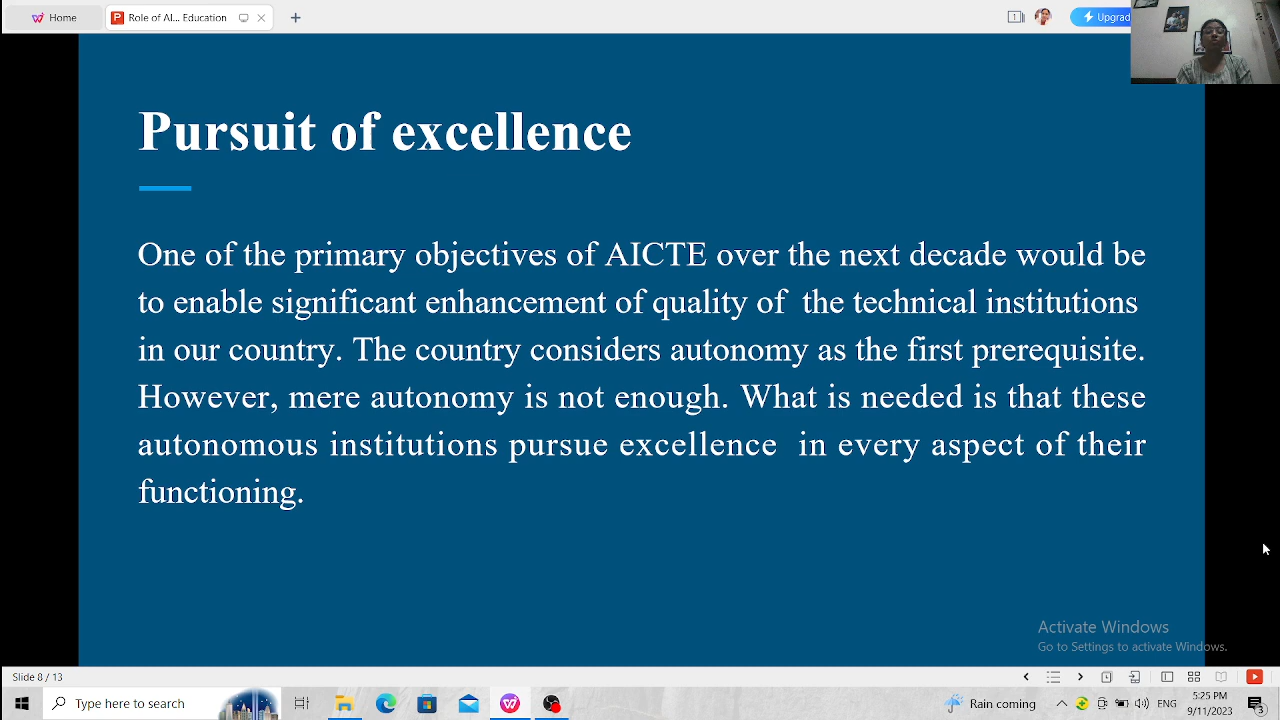 Home
Role of AI... Education
Upgrad
Pursuit of excellence
One of the primary objectives of AICTE over the next decade would be
to enable significant enhancement of quality of the technical institutions
in our country. The country considers autonomy as the first prerequisite.
However, mere autonomy is not enough. What is needed is that these
autonomous institutions pursue excellence in every aspect of their
functioning.
Activate Windows
Go to Settings to activate Windows.
Slide 8 / 13
Type here to search
Rain coming
ENG
5:25 PM
9/11/2023
3